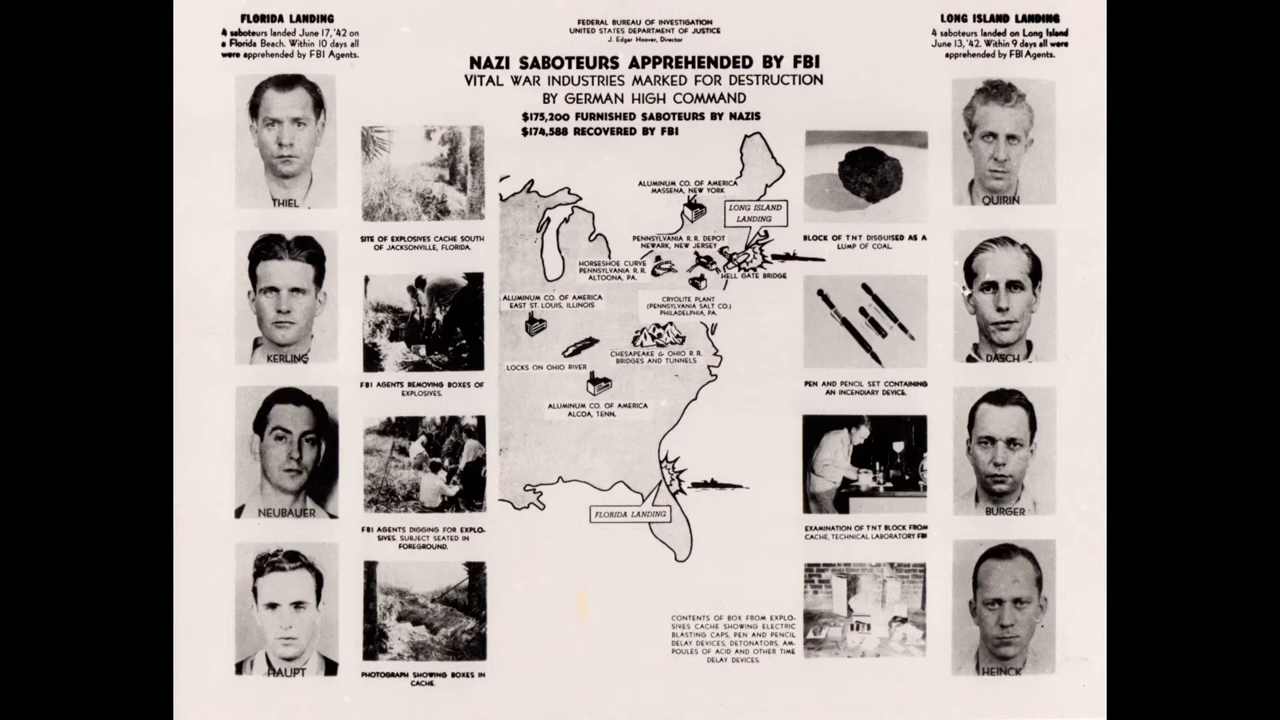 FLORIDA LANDING
4 saboteurs landed June 17, '42 on
a Florida Beach. Within 10 days all
were apprehended by FBI Agents.
FEDERAL BUREAU OF INVESTIGATION
UNITED STATES DEPARTMENT OF JUSTICE
J. Edgar Hoover, Director
NAZI SABOTEURS APPREHENDED BY FBI
VITAL WAR INDUSTRIES MARKED FOR DESTRUCTION
BY GERMAN HIGH COMMAND
$175,200 FURNISHED SABOTEURS BY NAZIS
$174,588 RECOVERED BY FBI
LONG ISLAND LANDING
4 saboteurs landed on Long Island
June 13, '42. Within 9 days all were
apprehended by FBI Agents.
THIEL
KERLING
NEUBAUER
HAUPT
SITE OF EXPLOSIVES CACHE SOUTH
OF JACKSONVILLE, FLORIDA.
FBI AGENTS REMOVING BOXES OF
EXPLOSIVES.
FBI AGENTS DIGGING FOR EXPLO-
SIVES. SUBJECT SEATED IN
FOREGROUND.
PHOTOGRAPH SHOWING BOXES IN
CACHE.
ALUMINUM CO. OF AMERICA
MASSENA, NEW YORK
LONG ISLAND
LANDING
PENNSYLVANIA R.R. DEPOT
NEWARK, NEW JERSEY
HORSESHOE CURVE
PENNSYLVANIA R.R.
ALTOONA, PA.
HELL GATE BRIDGE
ALUMINUM CO. OF AMERICA
EAST ST. LOUIS, ILLINOIS
CRYOLITE PLANT
(PENNSYLVANIA SALT CO.)
PHILADELPHIA, PA.
CHESAPEAKE & OHIO R.R.
BRIDGES AND TUNNELS
LOCKS ON OHIO RIVER
ALUMINUM CO. OF AMERICA
ALCOA, TENN.
FLORIDA LANDING
BLOCK OF TNT DISGUISED AS A
LUMP OF COAL.
PEN AND PENCIL SET CONTAINING
AN INCENDIARY DEVICE.
EXAMINATION OF TNT BLOCK FROM
CACHE, TECHNICAL LABORATORY FBI
CONTENTS OF BOX FROM EXPLO-
SIVES CACHE SHOWING ELECTRIC
BLASTING CAPS, PEN AND PENCIL
DELAY DEVICES, DETONATORS, AM-
POULES OF ACID AND OTHER TIME
DELAY DEVICES.
QUIRIN
DASCH
BURGER
HEINCK